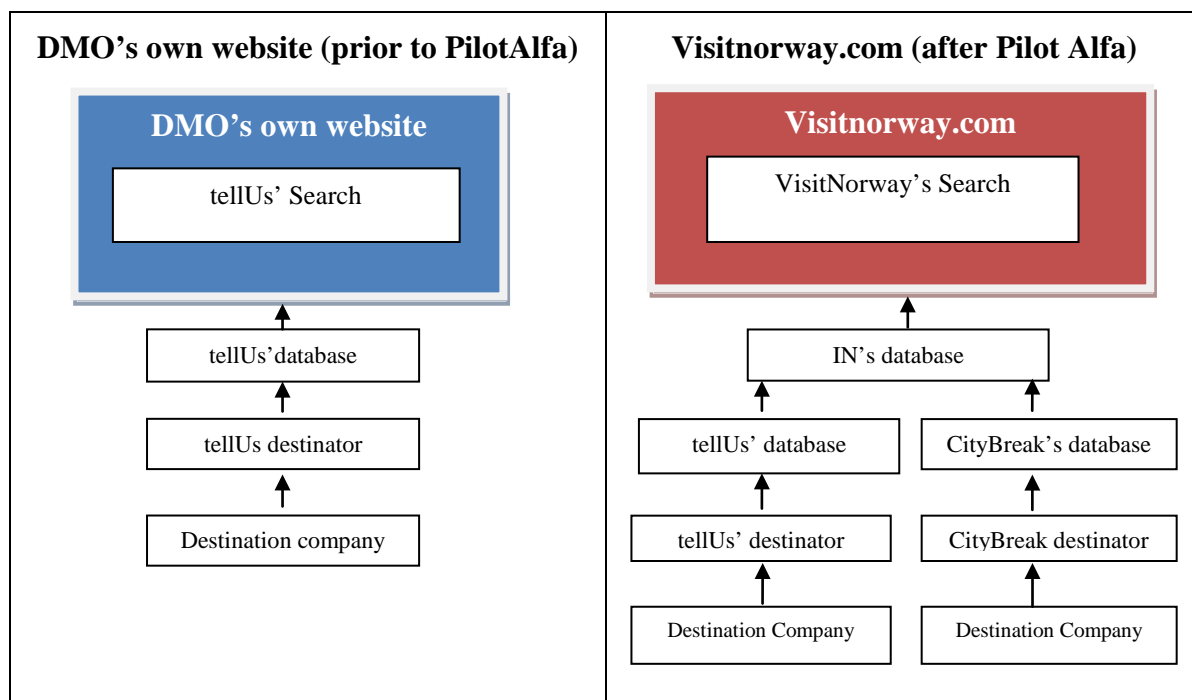 DMO’s own website (prior to PilotAlfa)
DMO’s own website
tellUs’ Search
tellUs’database
tellUs destinator
Destination company
Visitnorway.com (after Pilot Alfa)
Visitnorway.com
VisitNorway’s Search
IN’s database
tellUs’ database
CityBreak’s database
tellUs’ destinator
CityBreak destinator
Destination Company
Destination Company